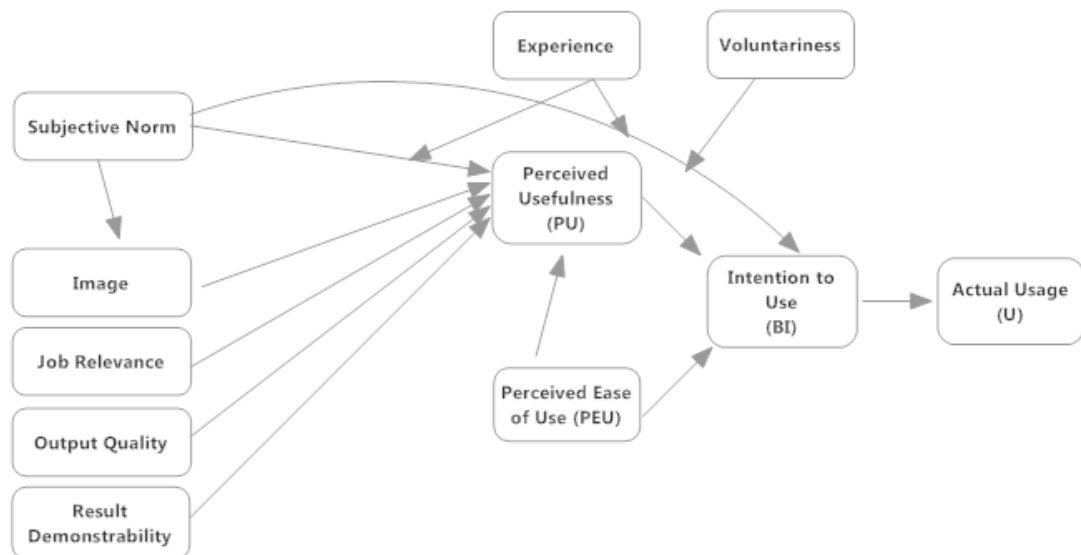 Experience
Voluntariness
Subjective Norm
Perceived
Usefulness
(PU)
Image
Intention to
Use
(BI)
Actual Usage
(U)
Job Relevance
Perceived Ease
of Use (PEU)
Output Quality
Result
Demonstrability